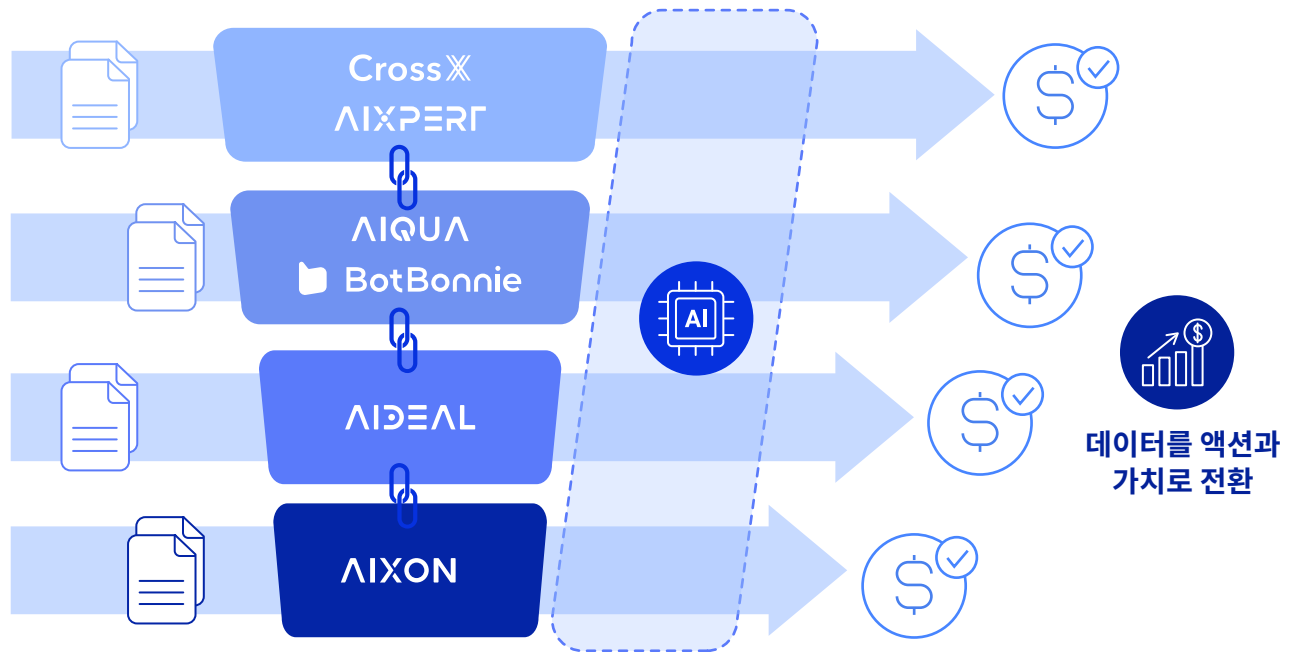 CrossX
AIXPERT
AIQUA
BotBonnie
AI
AIDEAL
AIXON
$
$
$
$
$
데이터를 액션과
가치로 전환